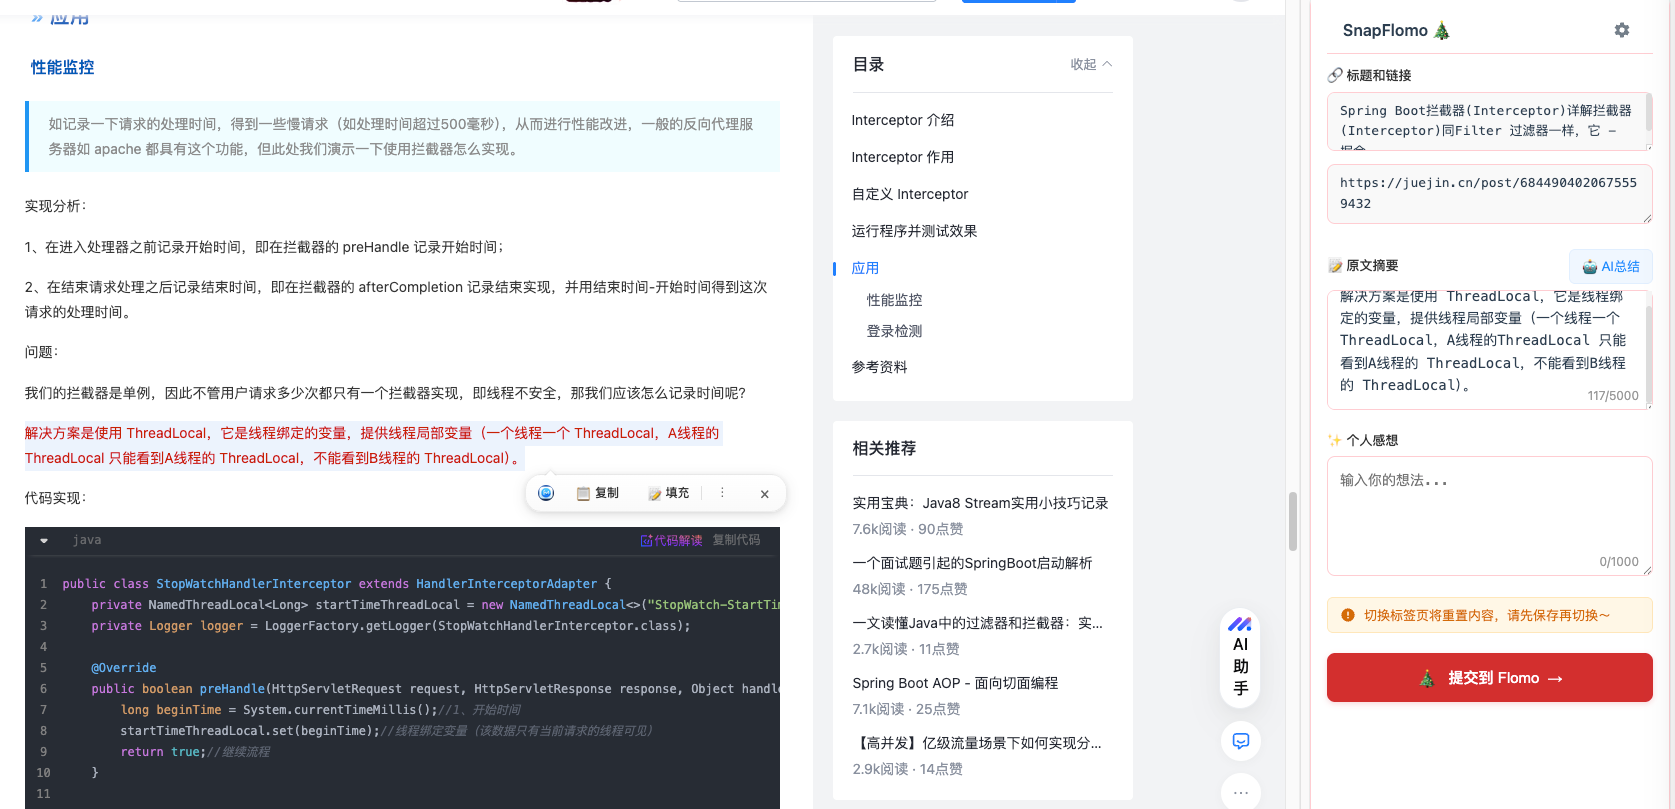 应用
性能监控
如记录一下请求的处理时间，得到一些慢请求（如处理时间超过500毫秒），从而进行性能改进，一般的反向代理服
务器如 apache 都具有这个功能，但此处我们演示一下使用拦截器怎么实现。
实现分析：
1、在进入处理器之前记录开始时间，即在拦截器的 preHandle 记录开始时间；
2、在结束请求处理之后记录结束时间，即在拦截器的 afterCompletion 记录结束实现，并用结束时间-开始时间得到这次
请求的处理时间。
问题：
我们的拦截器是单例，因此不管用户请求多少次都只有一个拦截器实现，即线程不安全，那我们应该怎么记录时间呢？
解决方案是使用 ThreadLocal，它是线程绑定的变量，提供线程局部变量（一个线程一个 ThreadLocal，A线程的
ThreadLocal 只能看到A线程的 ThreadLocal，不能看到B线程的 ThreadLocal）。
复制
填充
代码实现：
java
代码解读
复制代码
1 public class StopWatchHandlerInterceptor extends HandlerInterceptorAdapter {
2 private NamedThreadLocal<Long> startTimeThreadLocal = new NamedThreadLocal<>("StopWatch-StartTi
3 private Logger logger = LoggerFactory.getLogger(StopWatchHandlerInterceptor.class);
4
5 @Override
6 public boolean preHandle(HttpServletRequest request, HttpServletResponse response, Object handl
7 long beginTime = System.currentTimeMillis();//1、开始时间
8 startTimeThreadLocal.set(beginTime);//线程绑定变量（该数据只有当前请求的线程可见）
9 return true;//继续流程
10 }
11
目录
收起
Interceptor 介绍
Interceptor 作用
自定义 Interceptor
运行程序并测试效果
应用
性能监控
登录检测
参考资料
相关推荐
实用宝典：Java8 Stream实用小技巧记录
7.6k阅读 · 90点赞
一个面试题引起的SpringBoot启动解析
48k阅读 · 175点赞
一文读懂Java中的过滤器和拦截器：实...
2.7k阅读 · 11点赞
Spring Boot AOP - 面向切面编程
7.1k阅读 · 25点赞
【高并发】亿级流量场景下如何实现分...
2.9k阅读 · 14点赞
AI
助
手
SnapFlomo
标题和链接
Spring Boot拦截器(Interceptor)详解拦截器
(Interceptor)同Filter 过滤器一样，它 –
掘金
https://juejin.cn/post/684490402067555
9432
原文摘要
AI总结
解决方案是使用 ThreadLocal，它是线程绑
定的变量，提供线程局部变量（一个线程一个
ThreadLocal，A线程的ThreadLocal 只能
看到A线程的 ThreadLocal，不能看到B线程
的 ThreadLocal）。
117/5000
个人感想
输入你的想法...
0/1000
切换标签页将重置内容，请先保存再切换～
提交到 Flomo →